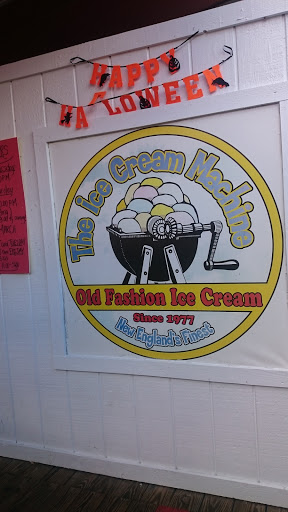 HAPPY
HALLOWEEN
The Ice Cream Machine
Old Fashion Ice Cream
Since 1977
New England's Finest